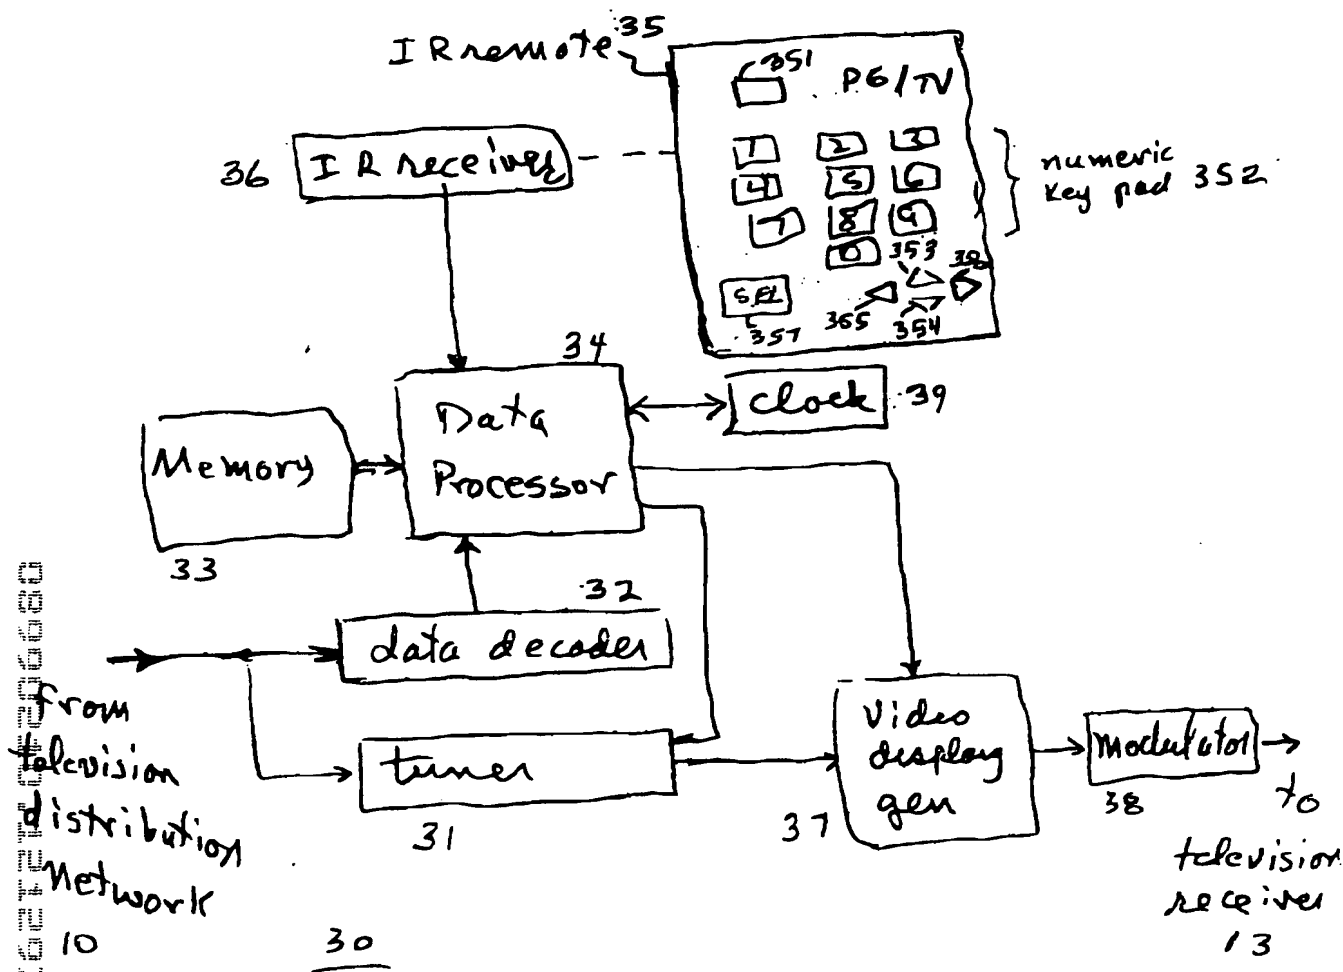 IR remote 35
351
PG/TV
36
IR receiver
1 2 3
4 5 6
7 8 9
0
numeric
key pad 352
353
SEL
357
355
354
34
Data
Processor
clock 39
Memory
33
32
data decoder
from
television
distribution
Network
10
tuner
31
Video
display
gen
37
modulator
38
to
television
receiver
13
30